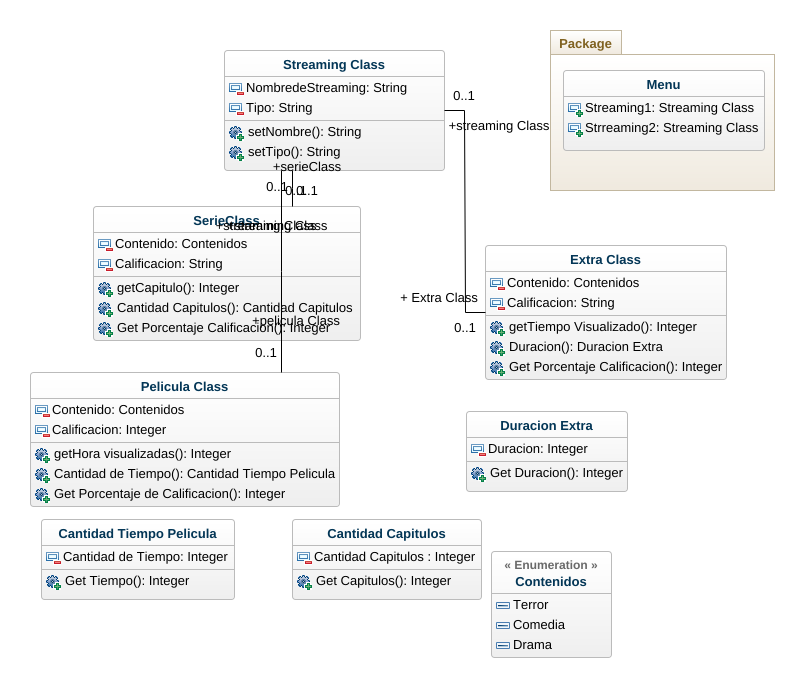 Streaming Class
NombredeStreaming: String
Tipo: String
setNombre(): String
setTipo(): String
+serieClass
0..1
0..1
0..1
+streaming Class
Package
Menu
Streaming1: Streaming Class
Strreaming2: Streaming Class
SerieClass
+streaming Class
+streaming Class
Contenido: Contenidos
Calificacion: String
getCapitulo(): Integer
Cantidad Capitulos(): Cantidad Capitulos
Get Porcentaje Calificacion(): Integer
+pelicula Class
0..1
+ Extra Class
0..1
Extra Class
Contenido: Contenidos
Calificacion: String
getTiempo Visualizado(): Integer
Duracion(): Duracion Extra
Get Porcentaje Calificacion(): Integer
Pelicula Class
Contenido: Contenidos
Calificacion: Integer
getHora visualizadas(): Integer
Cantidad de Tiempo(): Cantidad Tiempo Pelicula
Get Porcentaje de Calificacion(): Integer
Duracion Extra
Duracion: Integer
Get Duracion(): Integer
Cantidad Tiempo Pelicula
Cantidad de Tiempo: Integer
Get Tiempo(): Integer
Cantidad Capitulos
Cantidad Capitulos : Integer
Get Capitulos(): Integer
« Enumeration »
Contenidos
Terror
Comedia
Drama